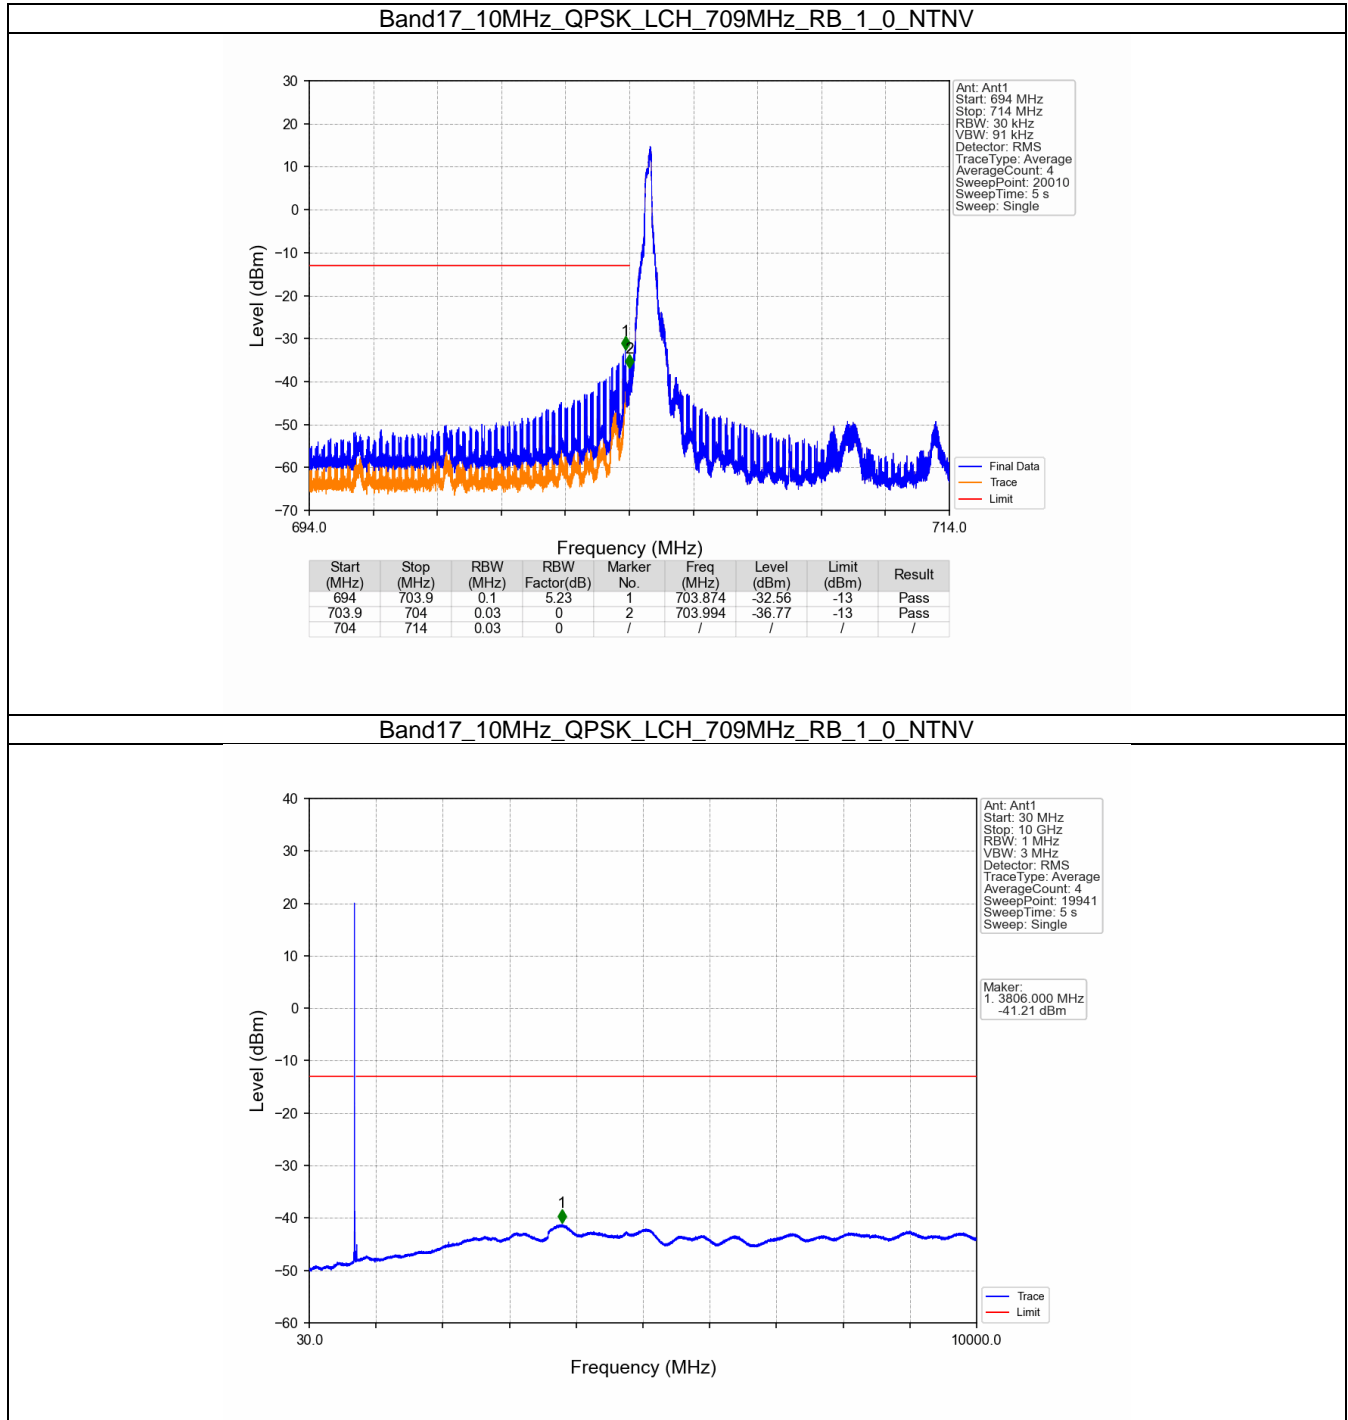 Band17_10MHz_QPSK_LCH_709MHz_RB_1_0_NTNV
30
20
10
0
−10
−20
−30
−40
−50
−60
−70
Level (dBm)
1
2
694.0
714.0
Frequency (MHz)
Ant: Ant1
Start: 694 MHz
Stop: 714 MHz
RBW: 30 kHz
VBW: 91 kHz
Detector: RMS
TraceType: Average
AverageCount: 4
SweepPoint: 20010
SweepTime: 5 s
Sweep: Single
Final Data
Trace
Limit
Start (MHz) Stop (MHz) RBW (MHz) RBW Factor(dB) Marker No. Freq (MHz) Level (dBm) Limit (dBm) Result
694 703.9 0.1 5.23 1 703.874 -32.56 -13 Pass
703.9 704 0.03 0 2 703.994 -36.77 -13 Pass
704 714 0.03 0 / / / / /
Band17_10MHz_QPSK_LCH_709MHz_RB_1_0_NTNV
40
30
20
10
0
−10
−20
−30
−40
−50
−60
Level (dBm)
1
30.0
10000.0
Frequency (MHz)
Ant: Ant1
Start: 30 MHz
Stop: 10 GHz
RBW: 1 MHz
VBW: 3 MHz
Detector: RMS
TraceType: Average
AverageCount: 4
SweepPoint: 19941
SweepTime: 5 s
Sweep: Single
Maker:
1. 3806.000 MHz
-41.21 dBm
Trace
Limit